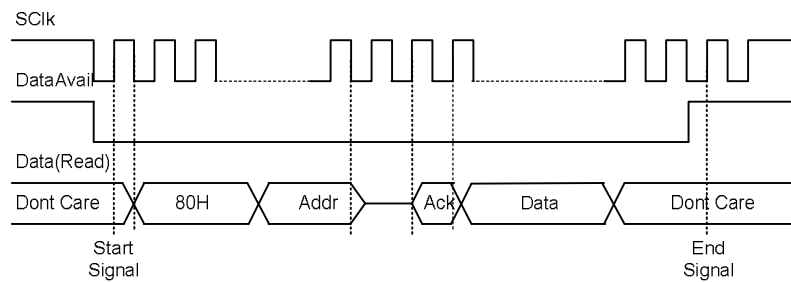 SClk
DataAvail
Data(Read)
Dont Care 80H Addr Ack Data Dont Care
Start
Signal
End
Signal